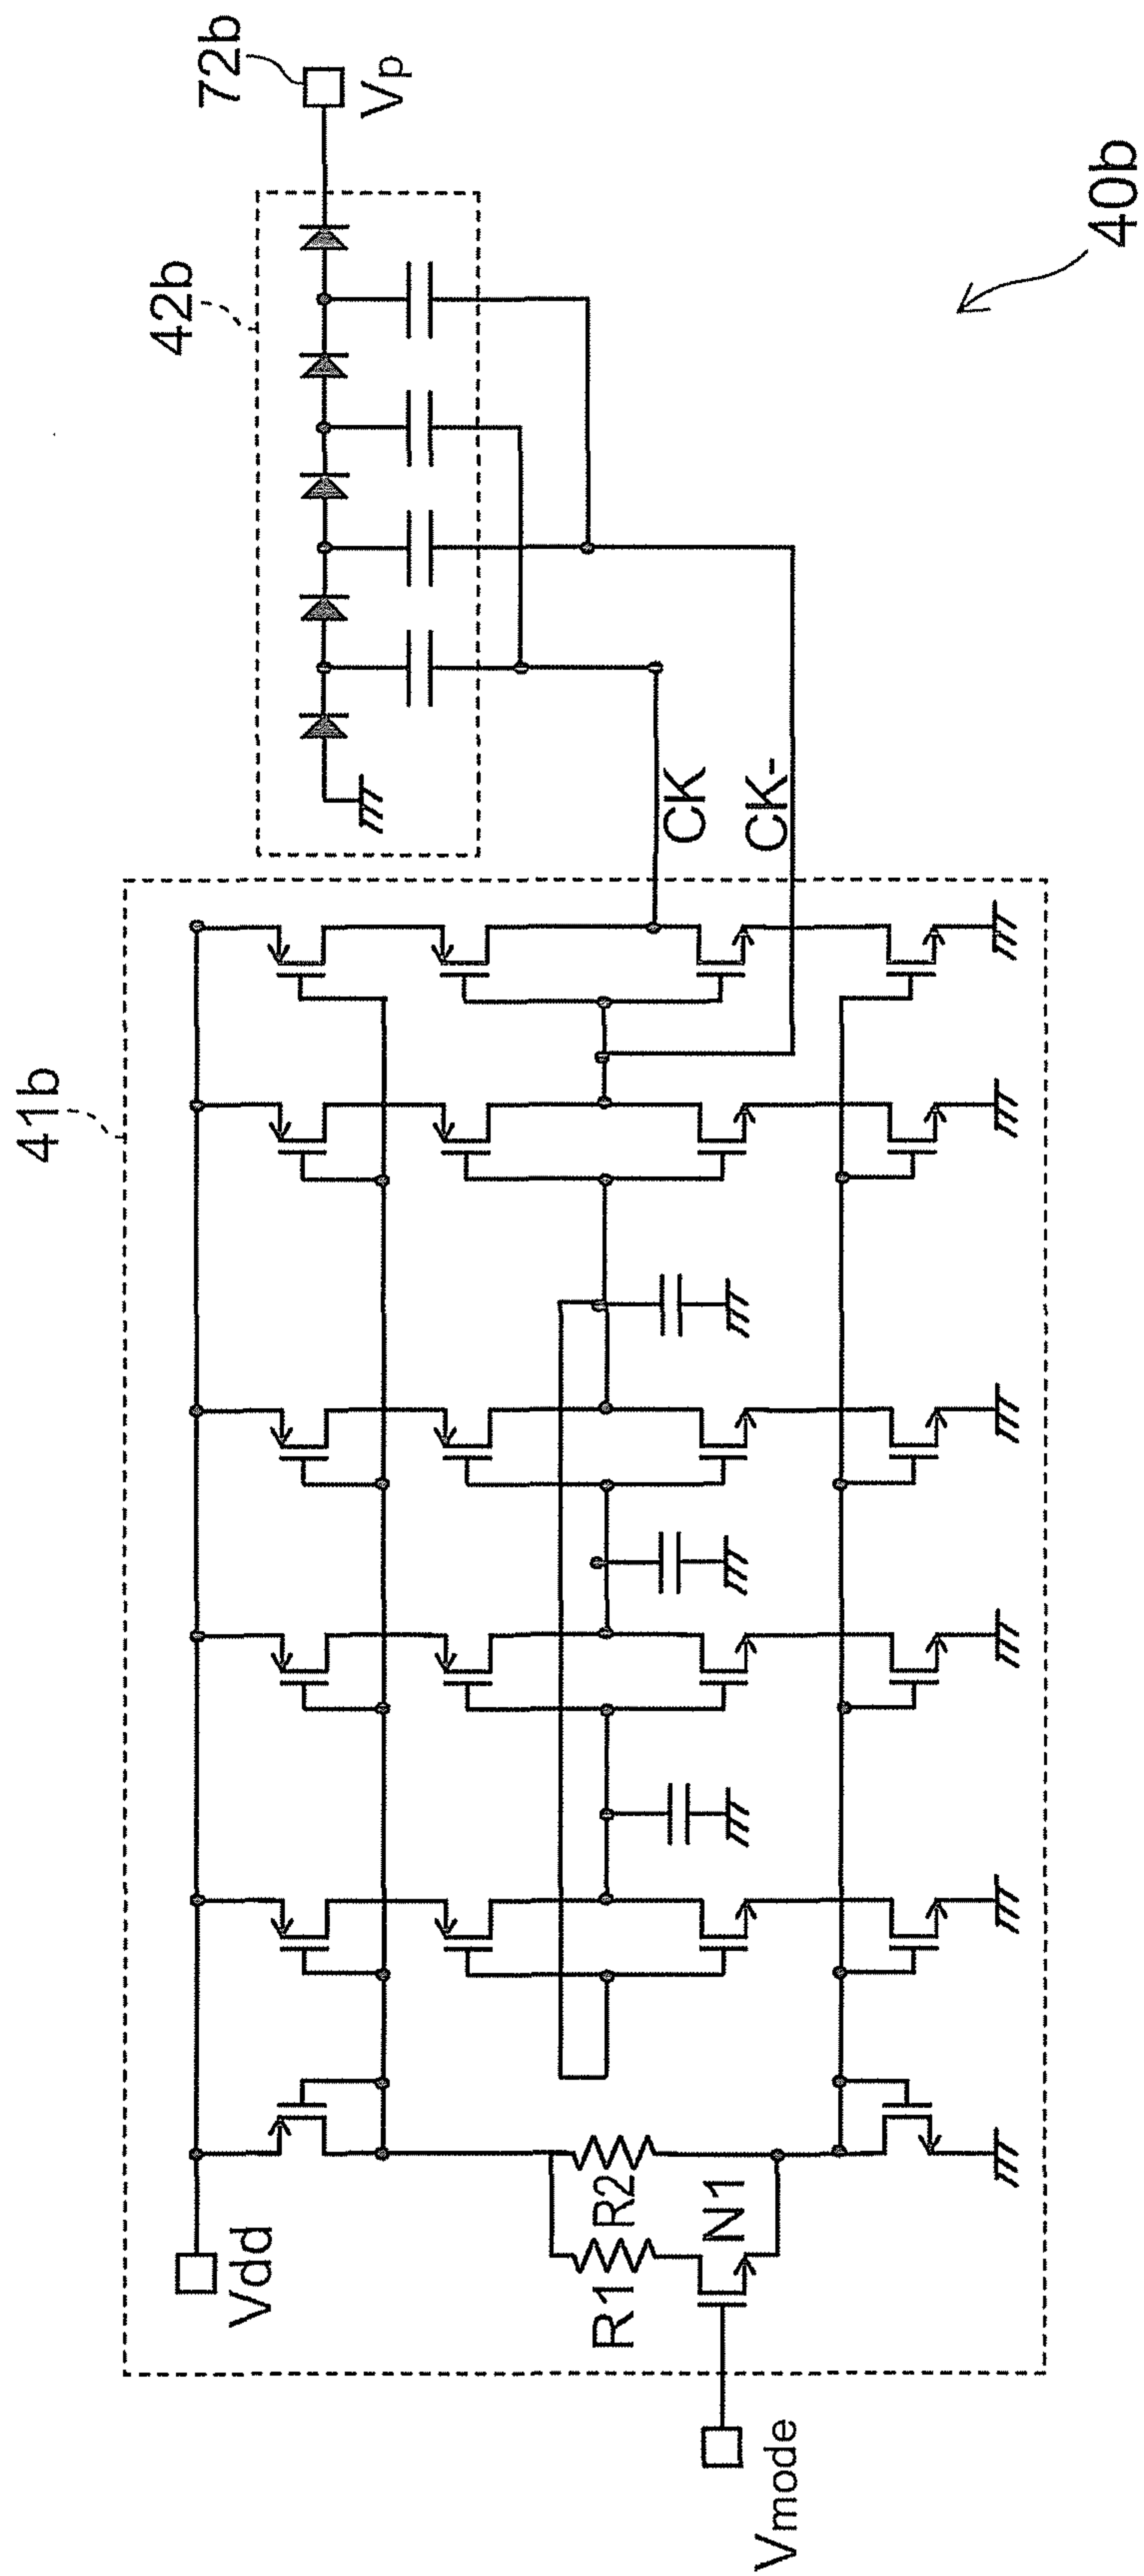 41b
42b
72b
Vp
Vdd
R1
R2
N1
Vmode
CK
CK-
40b